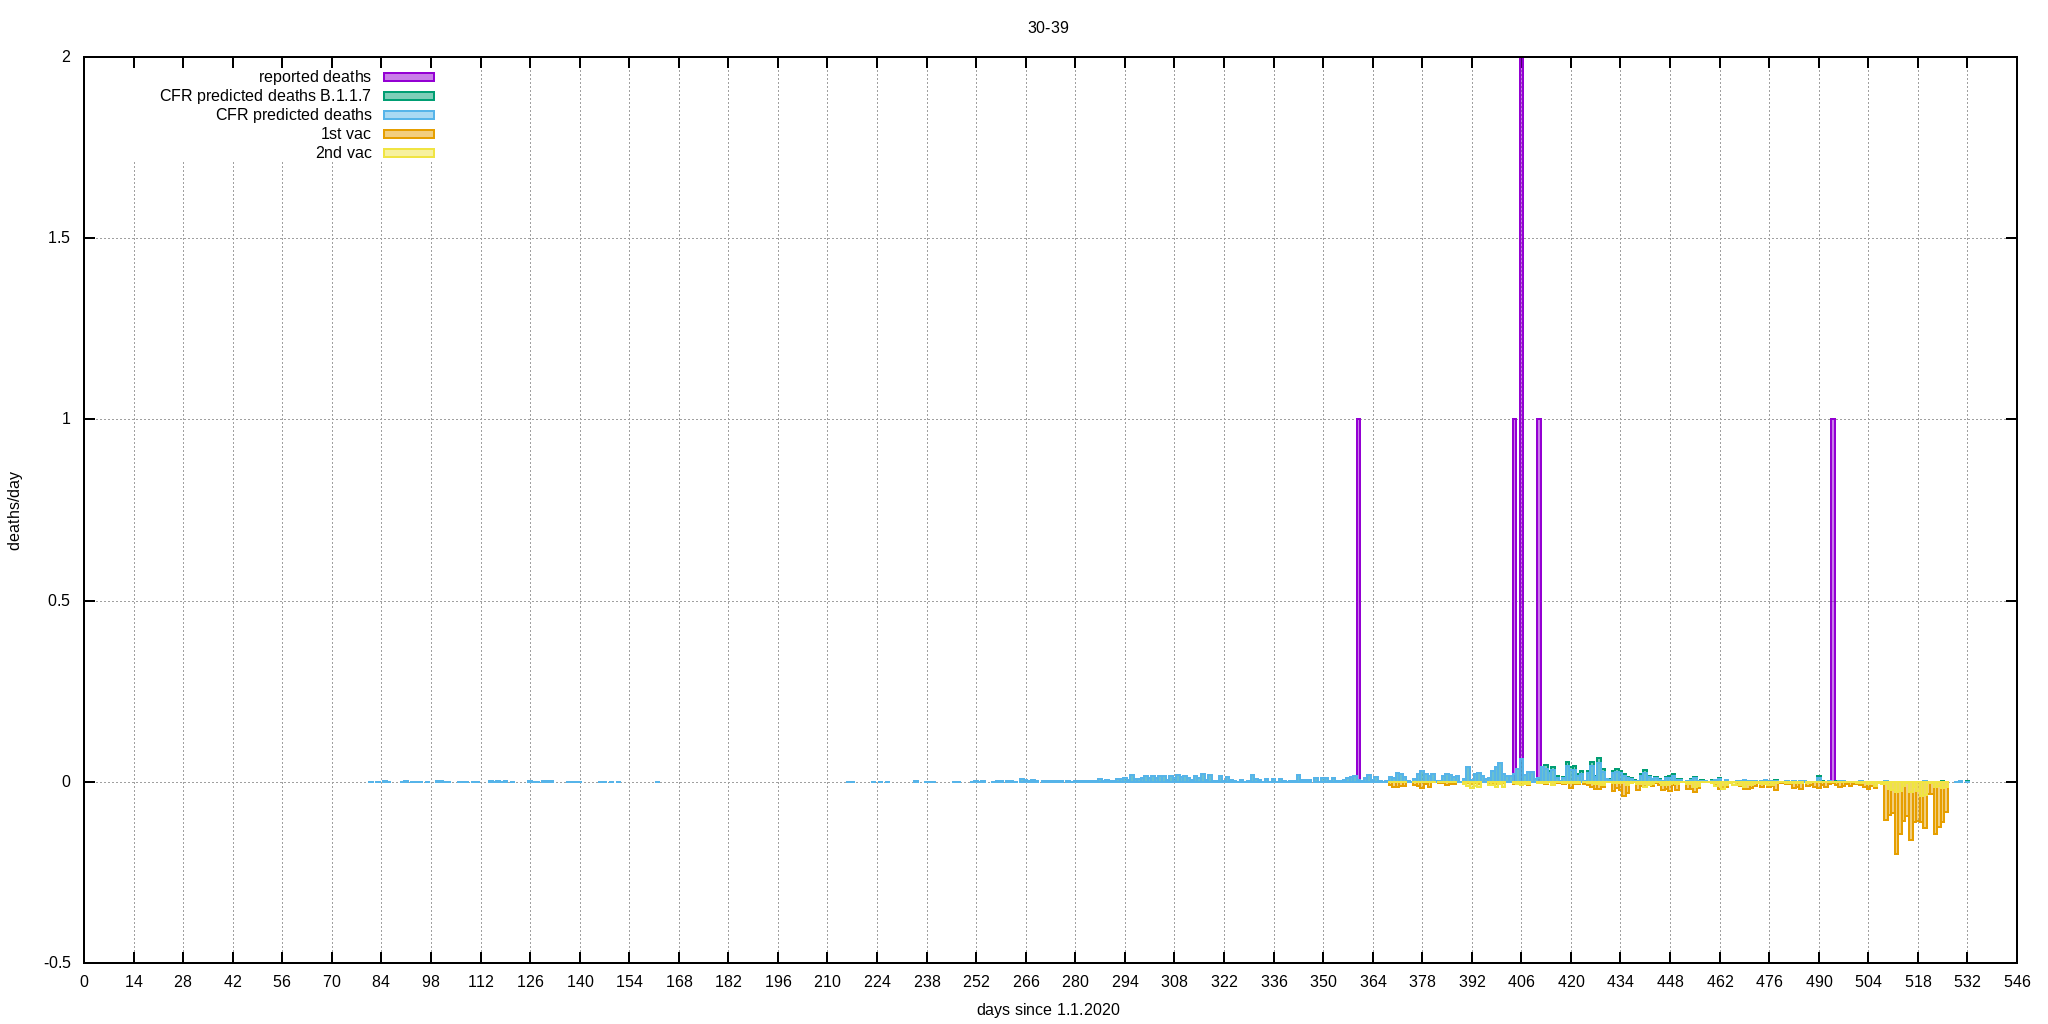 30-39
2
reported deaths
CFR predicted deaths B.1.1.7
CFR predicted deaths
1st vac
2nd vac
1.5
1
0.5
0
-0.5
deaths/day
0 14 28 42 56 70 84 98 112 126 140 154 168 182 196 210 224 238 252 266 280 294 308 322 336 350 364 378 392 406 420 434 448 462 476 490 504 518 532 546
days since 1.1.2020